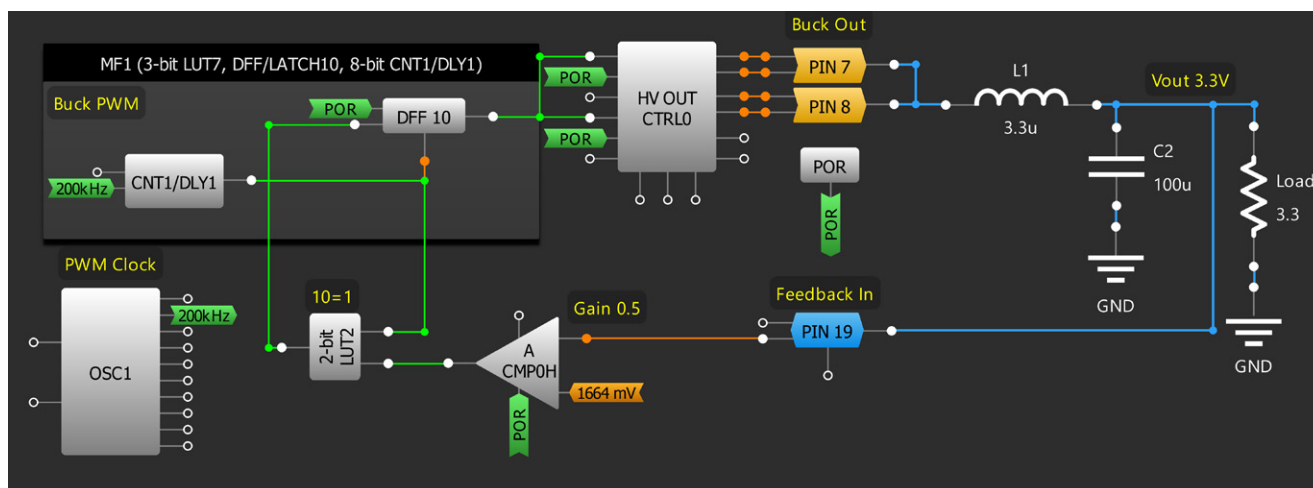 Buck Out
MF1 (3-bit LUT7, DFF/LATCH10, 8-bit CNT1/DLY1)
Buck PWM
POR
DFF 10
200kHz
CNT1/DLY1
POR
POR
HV OUT
CTRL0
PIN 7
PIN 8
POR
POR
L1
3.3u
Vout 3.3V
C2
100u
Load
3.3
GND
GND
PWM Clock
OSC1
200kHz
10=1
2-bit
LUT2
A
CMP0H
POR
Gain 0.5
1664 mV
Feedback In
PIN 19